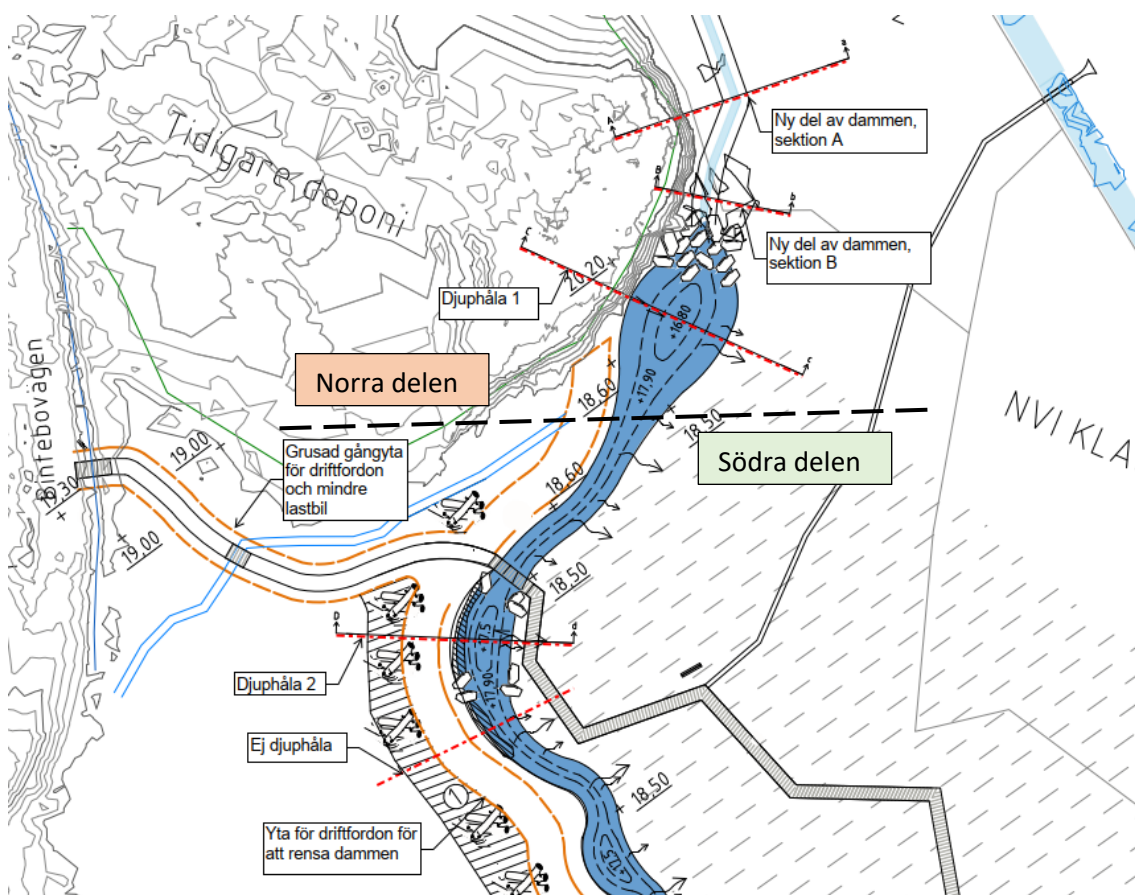 a
A
Ny del av dammen,
sektion A
Tidigare deponi
B
b
Ny del av dammen,
sektion B
c
20,20
Djuphåla 1
+16.80
Norra delen
18,60
+17.90
c
18,50
NVI KLA
Södra delen
19,00
Grusad gångyta
för driftfordon
och mindre
lastbil
18,60
19,30
19,00
18,50
D
d
+17.5
Djuphåla 2
+17.90
Ej djuphåla
1
18,50
Yta för driftfordon för
att rensa dammen